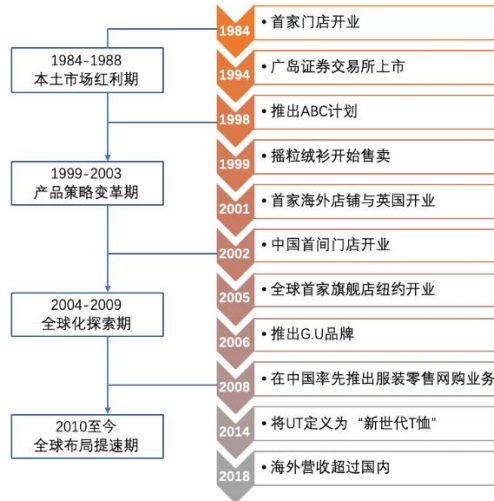 1984-1988
本土市场红利期
1999-2003
产品策略变革期
2004-2009
全球化探索期
2010至今
全球布局提速期
1984
• 首家门店开业
1994
• 广岛证券交易所上市
1998
• 推出ABC计划
1999
• 摇粒绒衫开始售卖
2001
• 首家海外店铺与英国开业
2002
• 中国首间门店开业
2005
• 全球首家旗舰店纽约开业
2006
• 推出G.U品牌
2008
• 在中国率先推出服装零售网购业务
2014
• 将UT定义为“新世代T恤”
2018
• 海外营收超过国内